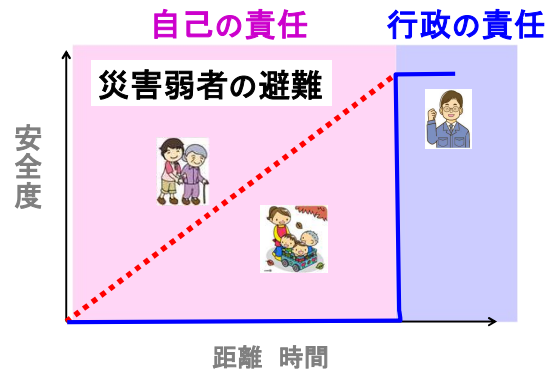 自己の責任
行政の責任
災害弱者の避難
安全度
距離 時間